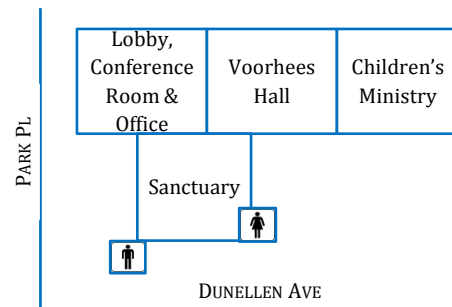 Lobby,
Conference
Room &
Office
Voorhees
Hall
Children's
Ministry
PARK PL
Sanctuary
DUNELLEN AVE